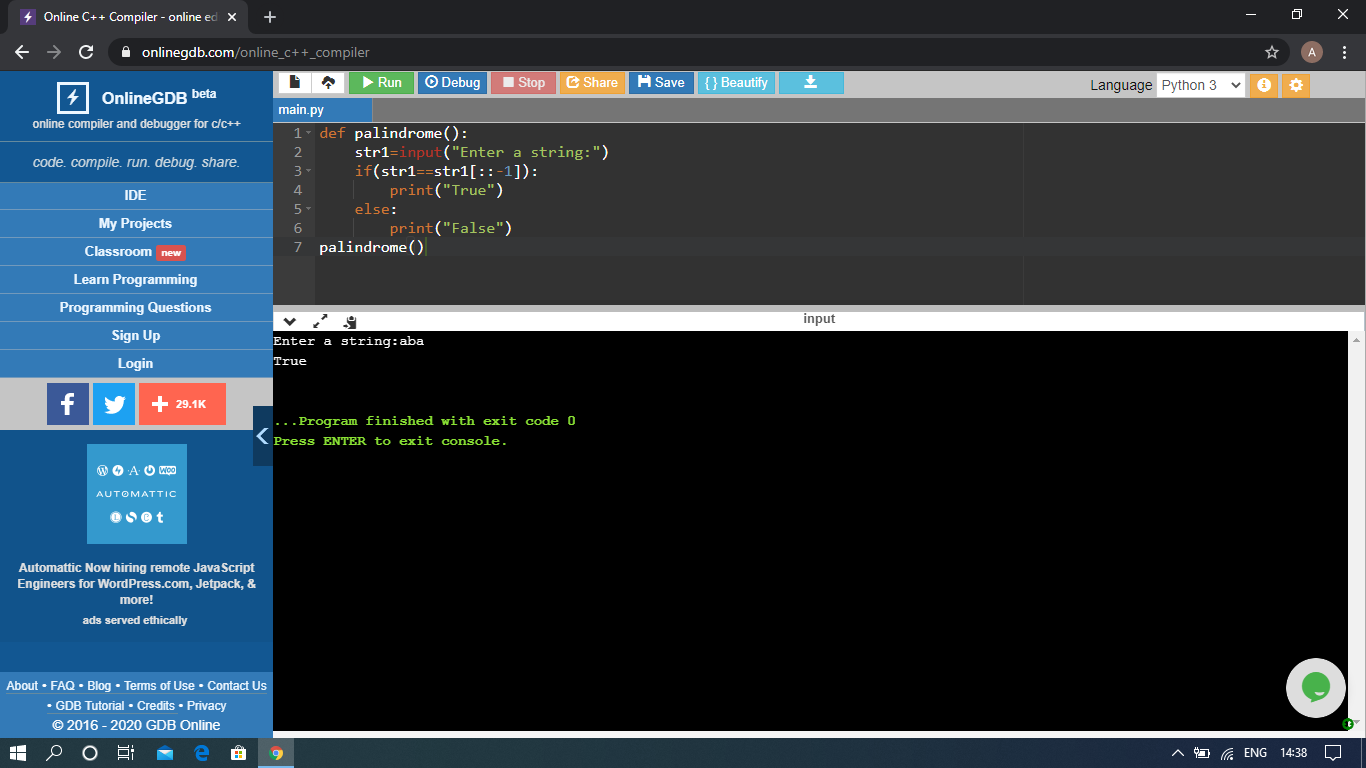 Online C++ Compiler - online ed
onlinegdb.com/online_c++_compiler
A
OnlineGDB beta
online compiler and debugger for c/c++
code. compile. run. debug. share.
IDE
My Projects
Classroom new
Learn Programming
Programming Questions
Sign Up
Login
29.1K
AUTOMATTIC
Automattic Now hiring remote JavaScript
Engineers for WordPress.com, Jetpack, &
more!
ads served ethically
About • FAQ • Blog • Terms of Use • Contact Us
• GDB Tutorial • Credits • Privacy
© 2016 - 2020 GDB Online
Run Debug Stop Share Save { } Beautify
Language Python 3
main.py
1 def palindrome():
2 str1=input("Enter a string:")
3 if(str1==str1[::-1]):
4 print("True")
5 else:
6 print("False")
7 palindrome()
input
Enter a string:aba
True
...Program finished with exit code 0
Press ENTER to exit console.
ENG 14:38